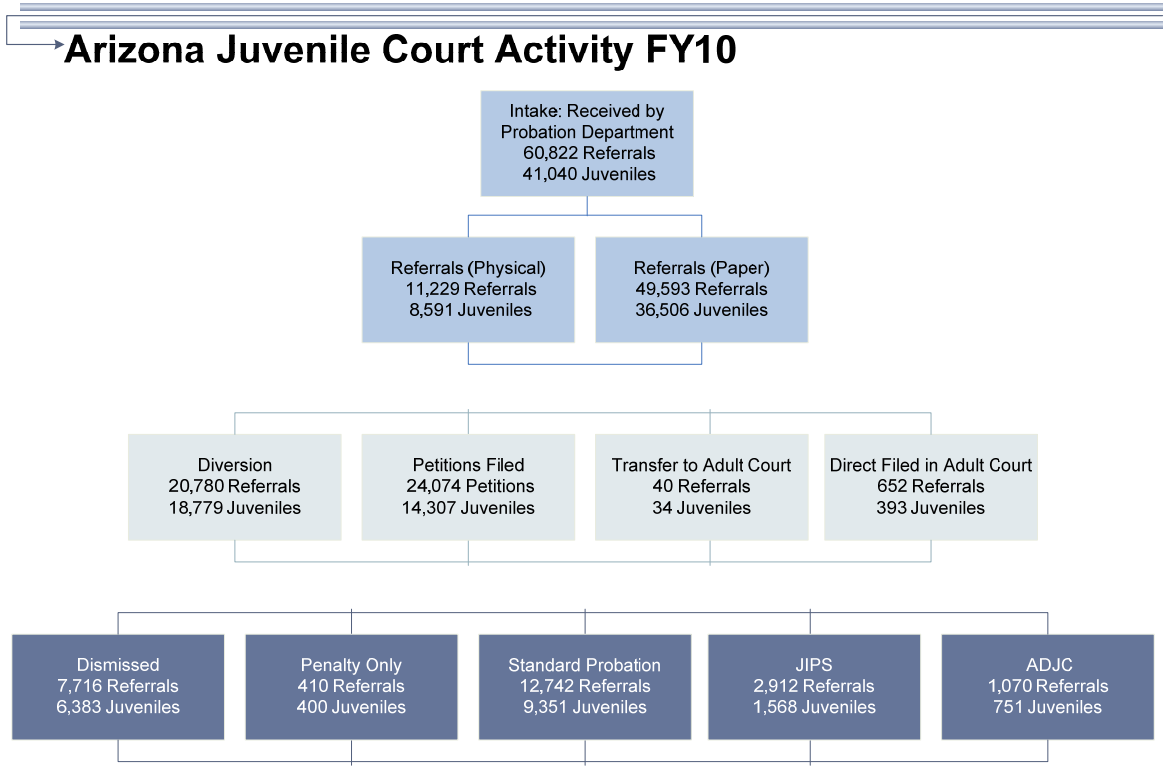 Arizona Juvenile Court Activity FY10
Intake: Received by
Probation Department
60,822 Referrals
41,040 Juveniles
Referrals (Physical)
11,229 Referrals
8,591 Juveniles
Referrals (Paper)
49,593 Referrals
36,506 Juveniles
Diversion
20,780 Referrals
18,779 Juveniles
Petitions Filed
24,074 Petitions
14,307 Juveniles
Transfer to Adult Court
40 Referrals
34 Juveniles
Direct Filed in Adult Court
652 Referrals
393 Juveniles
Dismissed
7,716 Referrals
6,383 Juveniles
Penalty Only
410 Referrals
400 Juveniles
Standard Probation
12,742 Referrals
9,351 Juveniles
JIPS
2,912 Referrals
1,568 Juveniles
ADJC
1,070 Referrals
751 Juveniles